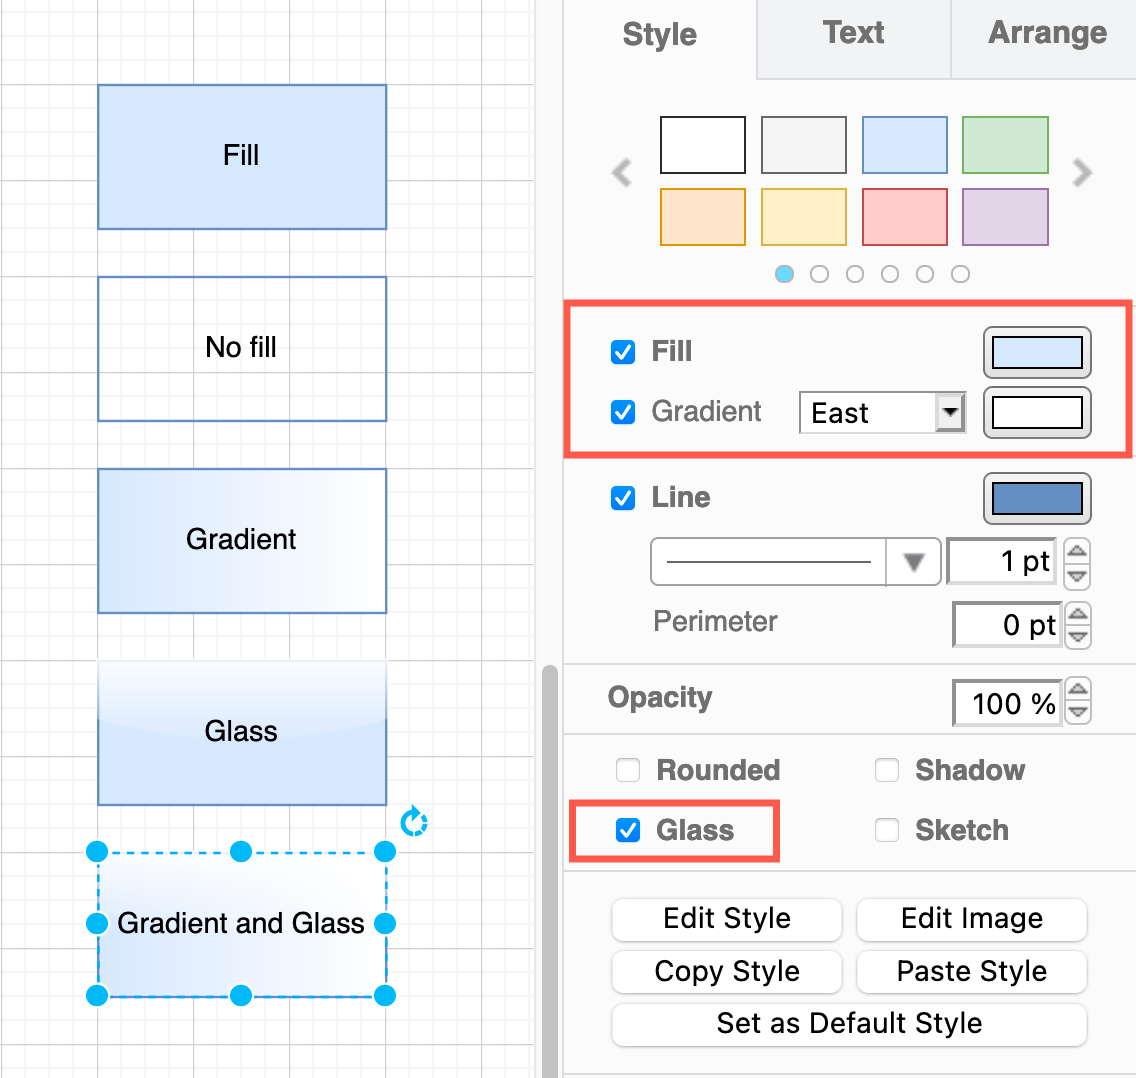 Style
Text
Arrange
Fill
No fill
Gradient
Glass
Gradient and Glass
Fill
Gradient East
Line
1 pt
Perimeter 0 pt
Opacity 100 %
Rounded Shadow
Glass Sketch
Edit Style Edit Image
Copy Style Paste Style
Set as Default Style